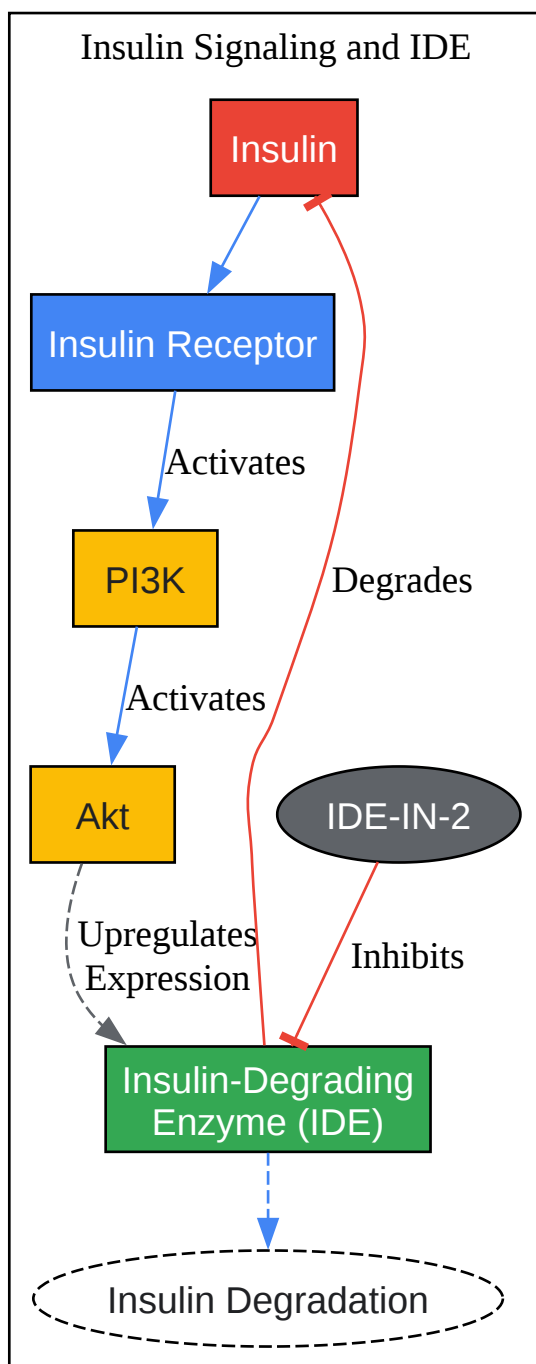 Insulin Signaling and IDE
Insulin
Insulin Receptor
Activates
PI3K
Degrades
Activates
Akt
IDE-IN-2
Upregulates
Expression
Inhibits
Insulin-Degrading
Enzyme (IDE)
Insulin Degradation